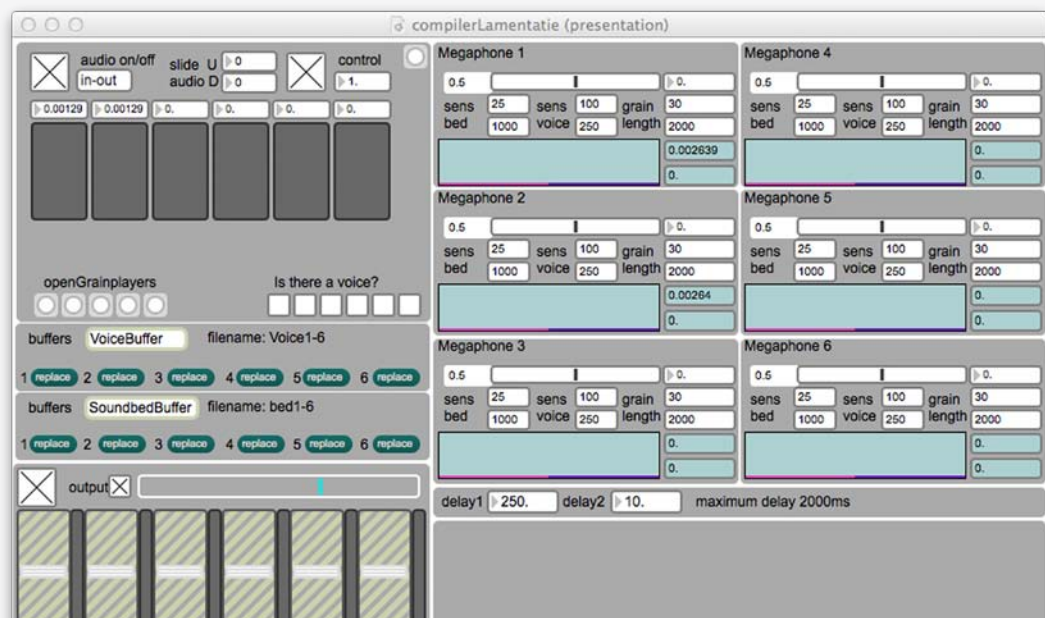 compilerLamentatie (presentation)
audio on/off
in-out
slide U 0
audio D 0
control
1.
0.00129 0.00129 0. 0. 0. 0.
openGrainplayers
Is there a voice?
buffers VoiceBuffer filename: Voice1-6
1 replace 2 replace 3 replace 4 replace 5 replace 6 replace
buffers SoundbedBuffer filename: bed1-6
1 replace 2 replace 3 replace 4 replace 5 replace 6 replace
output
Megaphone 1
0.5 0.
sens 25 sens 100 grain 30
bed 1000 voice 250 length 2000
0.002639
0.
Megaphone 2
0.5 0.
sens 25 sens 100 grain 30
bed 1000 voice 250 length 2000
0.00264
0.
Megaphone 3
0.5 0.
sens 25 sens 100 grain 30
bed 1000 voice 250 length 2000
0.
0.
Megaphone 4
0.5 0.
sens 25 sens 100 grain 30
bed 1000 voice 250 length 2000
0.
0.
Megaphone 5
0.5 0.
sens 25 sens 100 grain 30
bed 1000 voice 250 length 2000
0.
0.
Megaphone 6
0.5 0.
sens 25 sens 100 grain 30
bed 1000 voice 250 length 2000
0.
0.
delay1 250. delay2 10. maximum delay 2000ms